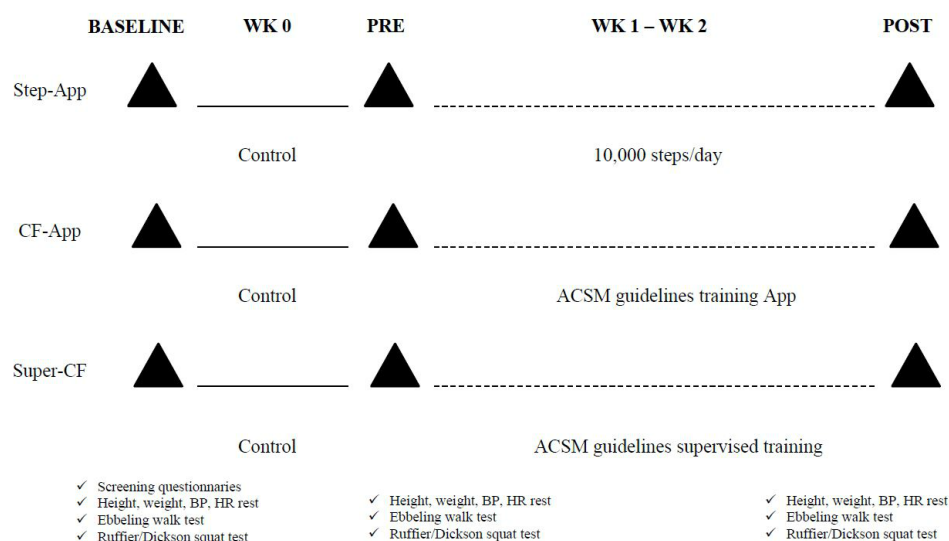 BASELINE WK 0 PRE WK 1 – WK 2 POST
Step-App
Control 10,000 steps/day
CF-App
Control ACSM guidelines training App
Super-CF
Control ACSM guidelines supervised training
✓ Screening questionnaries
✓ Height, weight, BP, HR rest
✓ Ebbeling walk test
✓ Ruffier/Dickson squat test
✓ Height, weight, BP, HR rest
✓ Ebbeling walk test
✓ Ruffier/Dickson squat test
✓ Height, weight, BP, HR rest
✓ Ebbeling walk test
✓ Ruffier/Dickson squat test